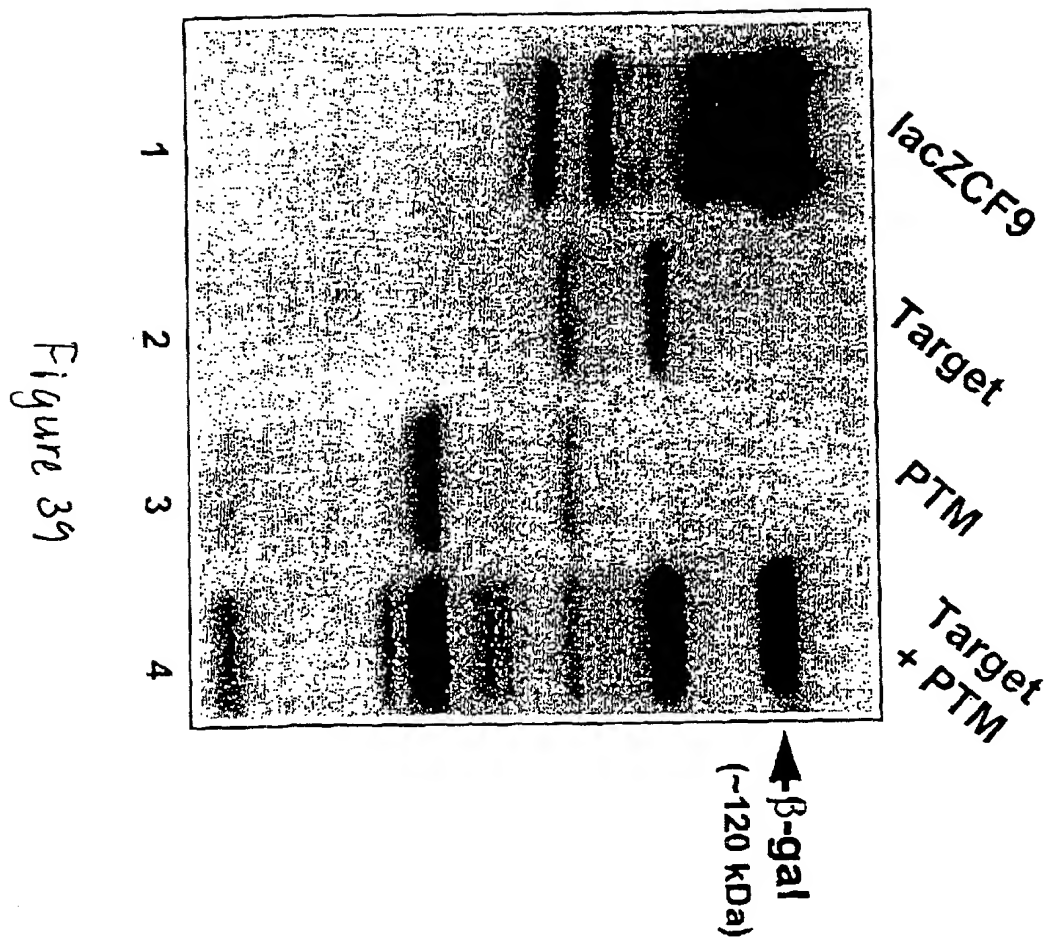 lacZCF9
Target
PTM
Target
+ PTM
1
2
3
4
β-gal
(~120 kDa)
Figure 39